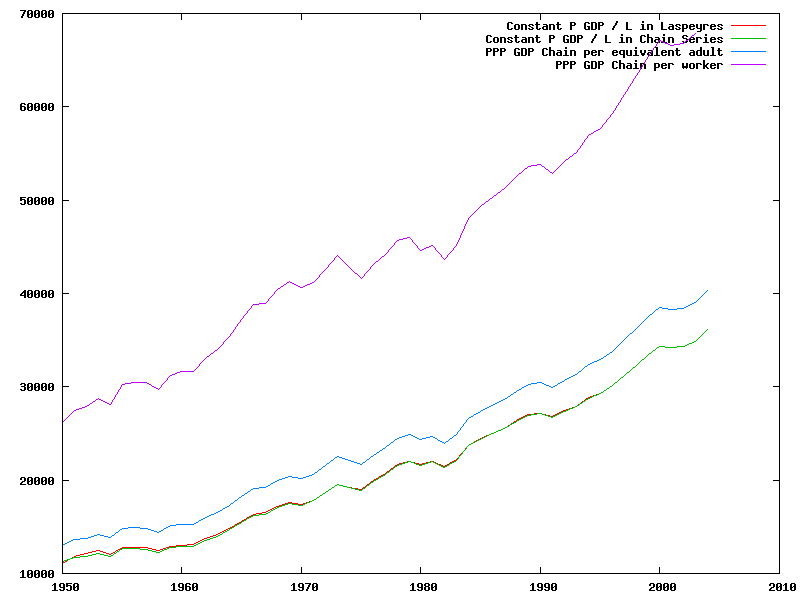 70000
60000
50000
40000
30000
20000
10000
1950 1960 1970 1980 1990 2000 2010
Constant P GDP / L in Laspeyres
Constant P GDP / L in Chain Series
PPP GDP Chain per equivalent adult
PPP GDP Chain per worker